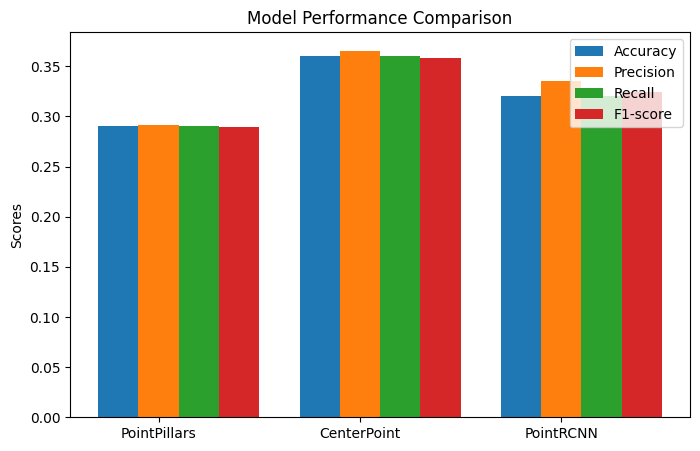 Model Performance Comparison
Accuracy
Precision
Recall
F1-score
Scores
0.35
0.30
0.25
0.20
0.15
0.10
0.05
0.00
PointPillars
CenterPoint
PointRCNN